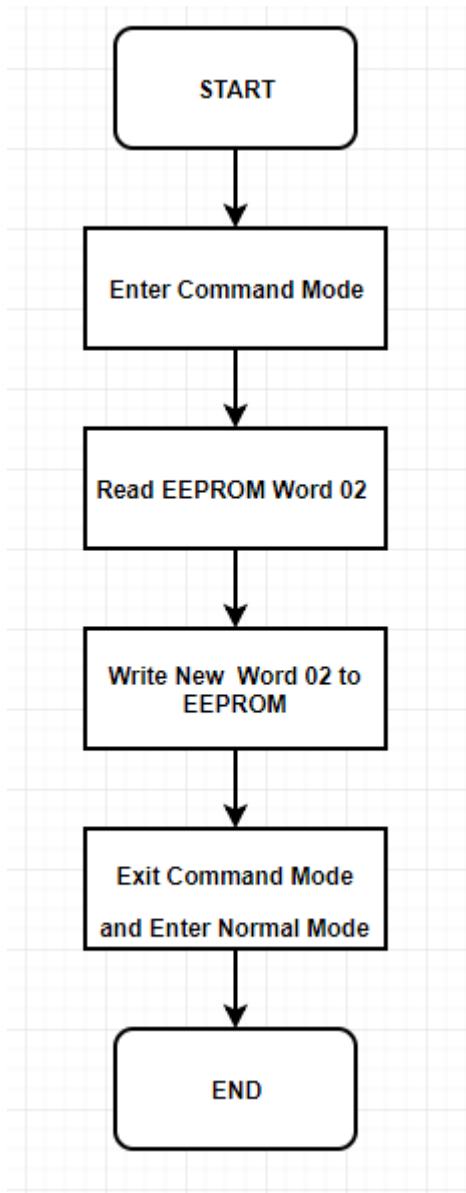 START
Enter Command Mode
Read EEPROM Word 02
Write New  Word 02 to
EEPROM
Exit Command Mode
and Enter Normal Mode
END